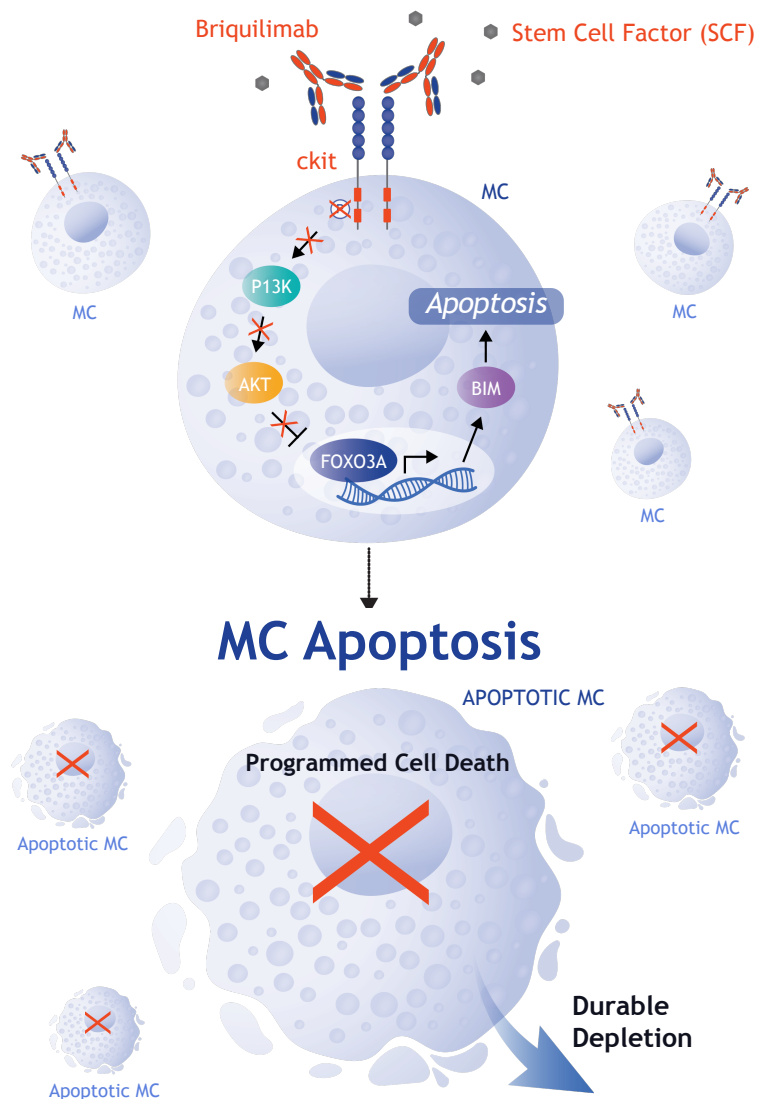 Briquilimab
Stem Cell Factor (SCF)
ckit
MC
P
MC
P13K
Apoptosis
MC
AKT
BIM
FOXO3A
MC
MC Apoptosis
APOPTOTIC MC
Programmed Cell Death
Apoptotic MC
Apoptotic MC
Durable
Depletion
Apoptotic MC